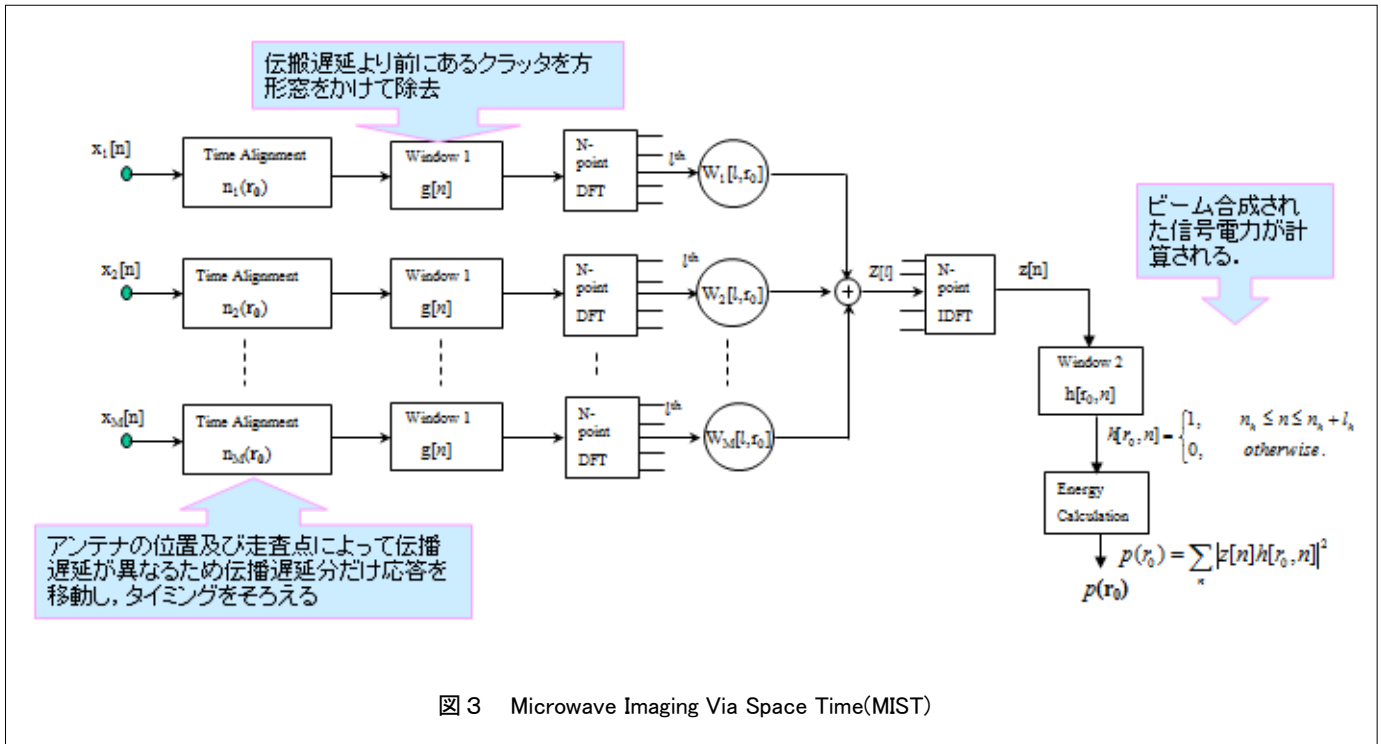 伝搬遅延より前にあるクラッタを方
形窓をかけて除去
x₁[n]
Time Alignment
n₁(r₀)
Window 1
g[n]
N-
point
DFT
lᵗʰ
W₁[l,r₀]
x₂[n]
Time Alignment
n₂(r₀)
Window 1
g[n]
N-
point
DFT
lᵗʰ
W₂[l,r₀]
+
Z[l]
N-
point
IDFT
z[n]
ビーム合成され
た信号電力が計
算される.
x_M[n]
Time Alignment
n_M(r₀)
Window 1
g[n]
N-
point
DFT
lᵗʰ
W_M[l,r₀]
Window 2
h[r₀,n]
h[r₀,n] = {1, n_h ≤ n ≤ n_h + l_h
0, otherwise.
Energy
Calculation
p(r₀) = ∑ₙ |z[n]h[r₀,n]|²
p(r₀)
アンテナの位置及び走査点によって伝播
遅延が異なるため伝播遅延分だけ応答を
移動し,タイミングをそろえる
図３ Microwave Imaging Via Space Time(MIST)